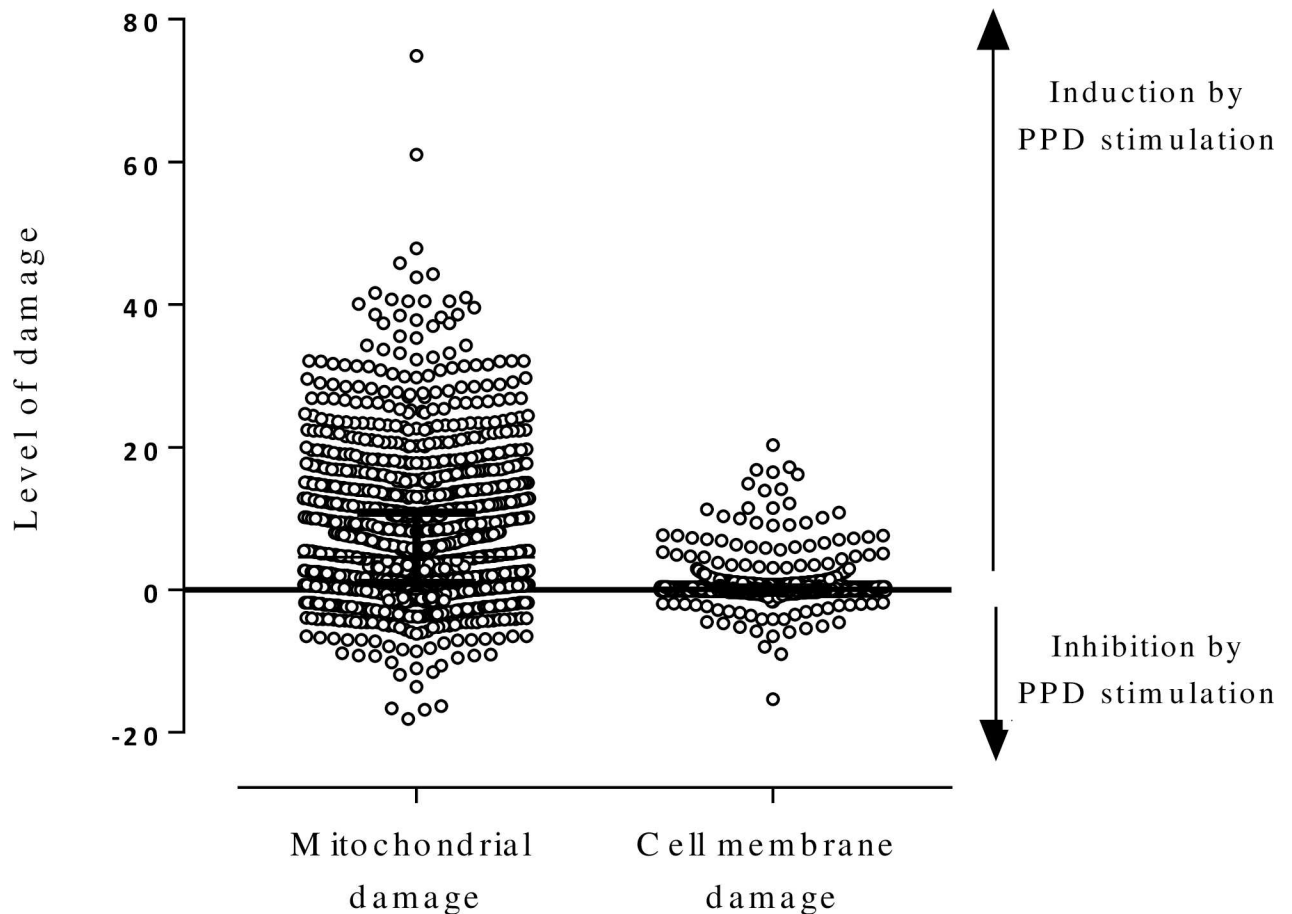 80
60
40
20
0
-20
Level of damage
Induction by
PPD stimulation
Inhibition by
PPD stimulation
Mitochondrial
damage
Cell membrane
damage